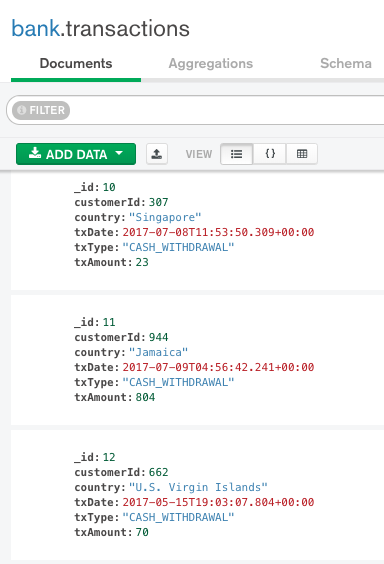 bank.transactions
Documents Aggregations Schema
FILTER
ADD DATA VIEW { }
_id: 10
customerId: 307
country: "Singapore"
txDate: 2017-07-08T11:53:50.309+00:00
txType: "CASH_WITHDRAWAL"
txAmount: 23
_id: 11
customerId: 944
country: "Jamaica"
txDate: 2017-07-09T04:56:42.241+00:00
txType: "CASH_WITHDRAWAL"
txAmount: 804
_id: 12
customerId: 662
country: "U.S. Virgin Islands"
txDate: 2017-05-15T19:03:07.804+00:00
txType: "CASH_WITHDRAWAL"
txAmount: 70